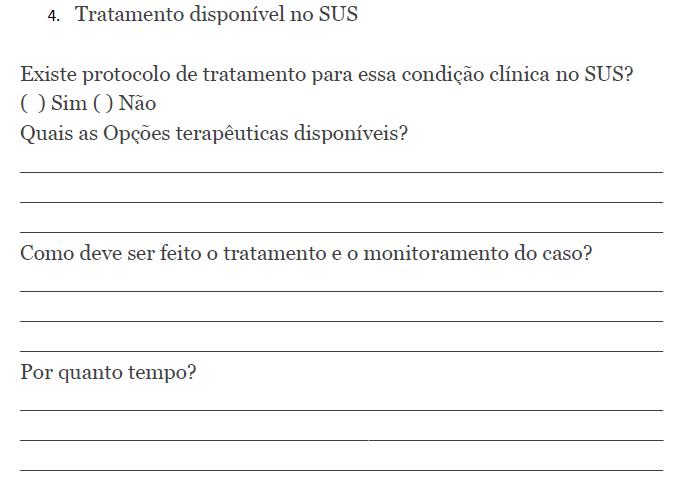 4. Tratamento disponível no SUS
Existe protocolo de tratamento para essa condição clínica no SUS?
(  ) Sim ( ) Não
Quais as Opções terapêuticas disponíveis?
Como deve ser feito o tratamento e o monitoramento do caso?
Por quanto tempo?